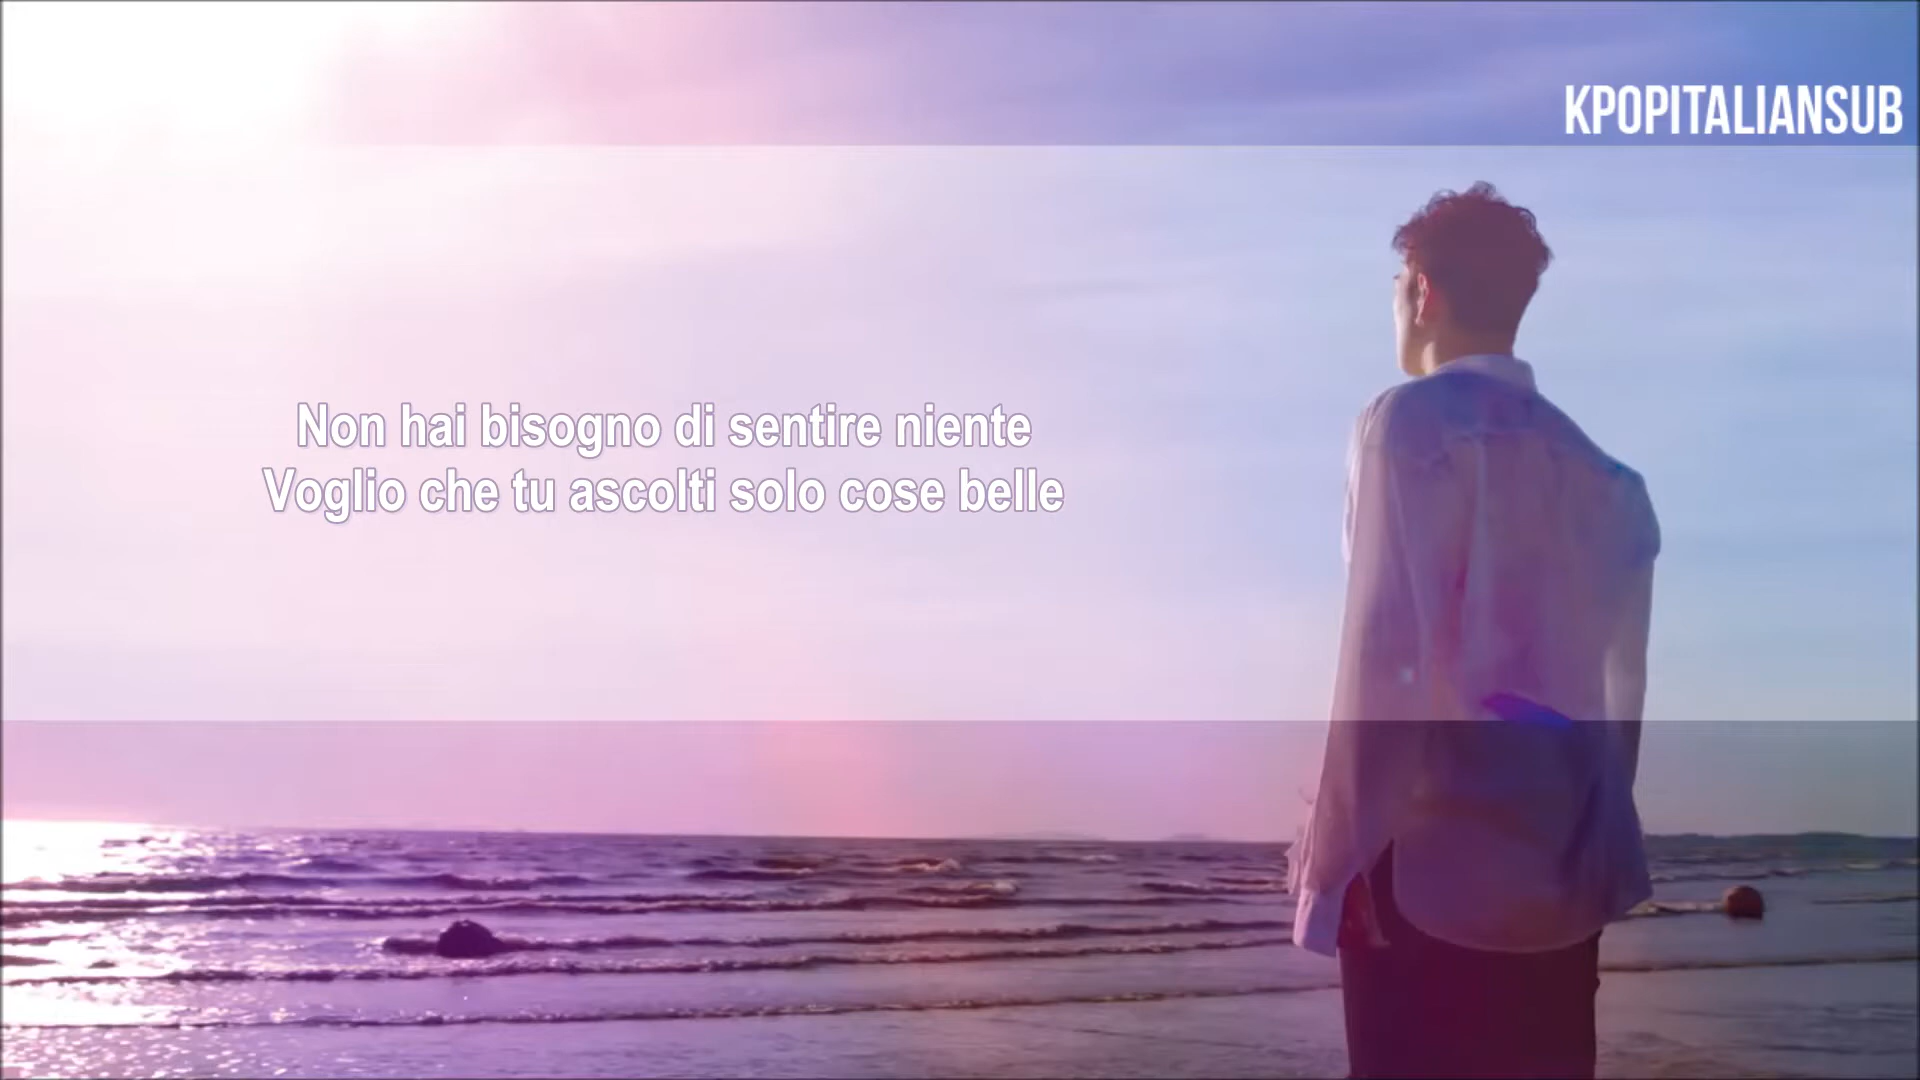 KPOPITALIANSUB
Non hai bisogno di sentire niente
Voglio che tu ascolti solo cose belle